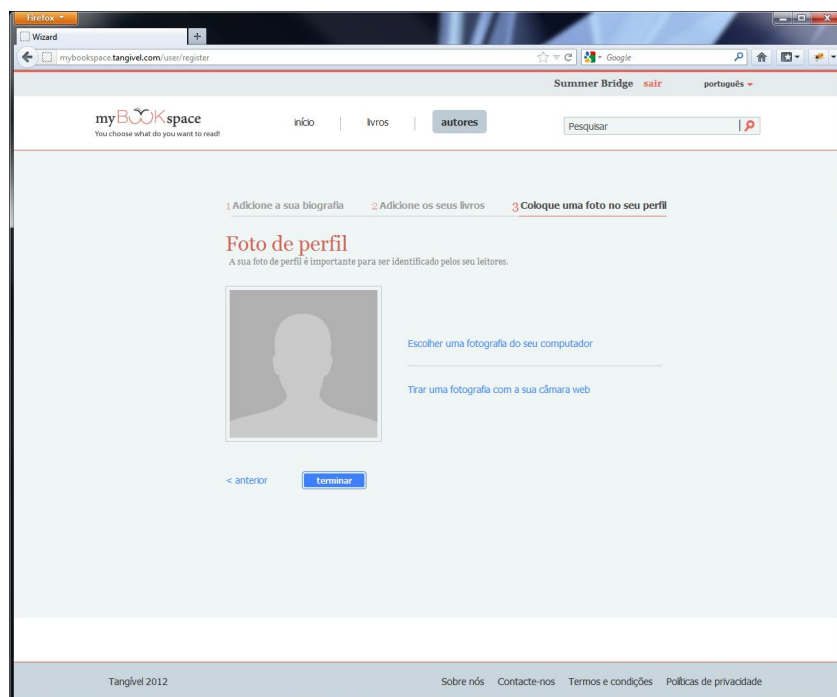 Firefox
Wizard
mybookspace.tangivel.com/user/register
Google
Summer Bridge sair português
myBOOKspace
You choose what do you want to read!
início livros autores
Pesquisar
1 Adicione a sua biografia 2 Adicione os seus livros 3 Coloque uma foto no seu perfil
Foto de perfil
A sua foto de perfil é importante para ser identificado pelos seu leitores.
Escolher uma fotografia do seu computador
Tirar uma fotografia com a sua câmara web
< anterior terminar
Tangível 2012 Sobre nós Contacte-nos Termos e condições Políticas de privacidade